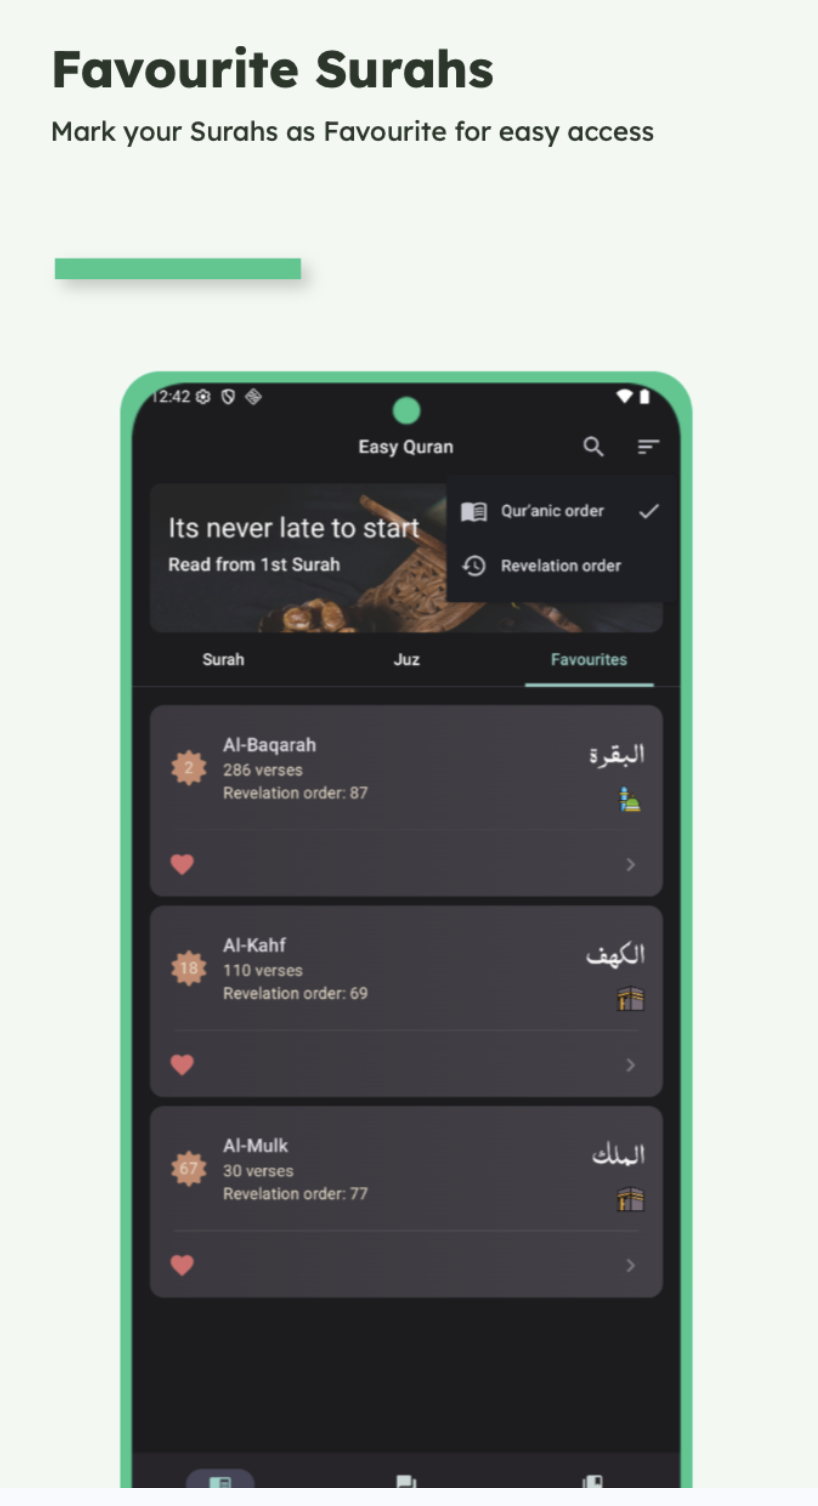 Favourite Surahs
Mark your Surahs as Favourite for easy access
12:42
Easy Quran
Its never late to start
Read from 1st Surah
Qur'anic order
Revelation order
Surah
Juz
Favourites
2
Al-Baqarah
286 verses
Revelation order: 87
البقرة
18
Al-Kahf
110 verses
Revelation order: 69
الكهف
67
Al-Mulk
30 verses
Revelation order: 77
الملك